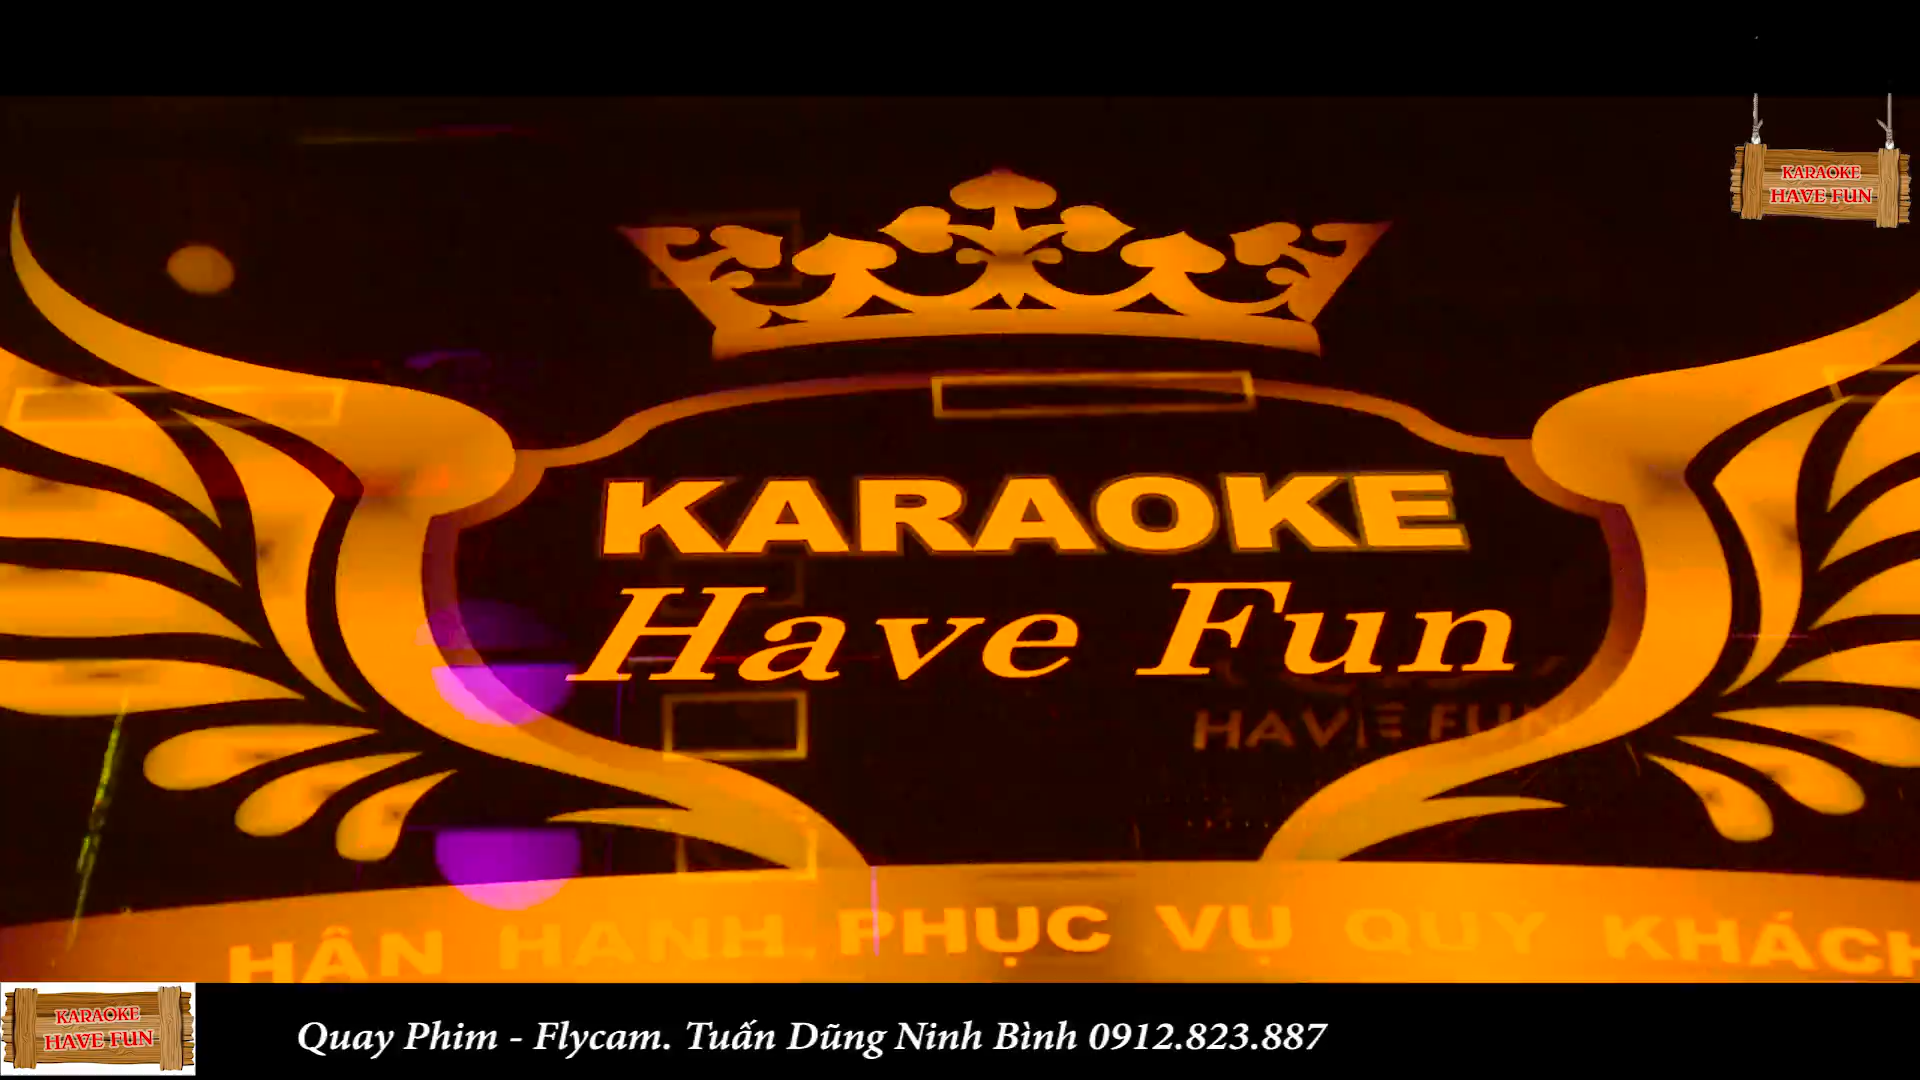 KARAOKE
HAVE FUN
KARAOKE
Have Fun
HAVE FUN
HÂN HẠNH PHỤC VỤ QUÝ KHÁCH
KARAOKE
HAVE FUN
Quay Phim - Flycam. Tuấn Dũng Ninh Bình 0912.823.887